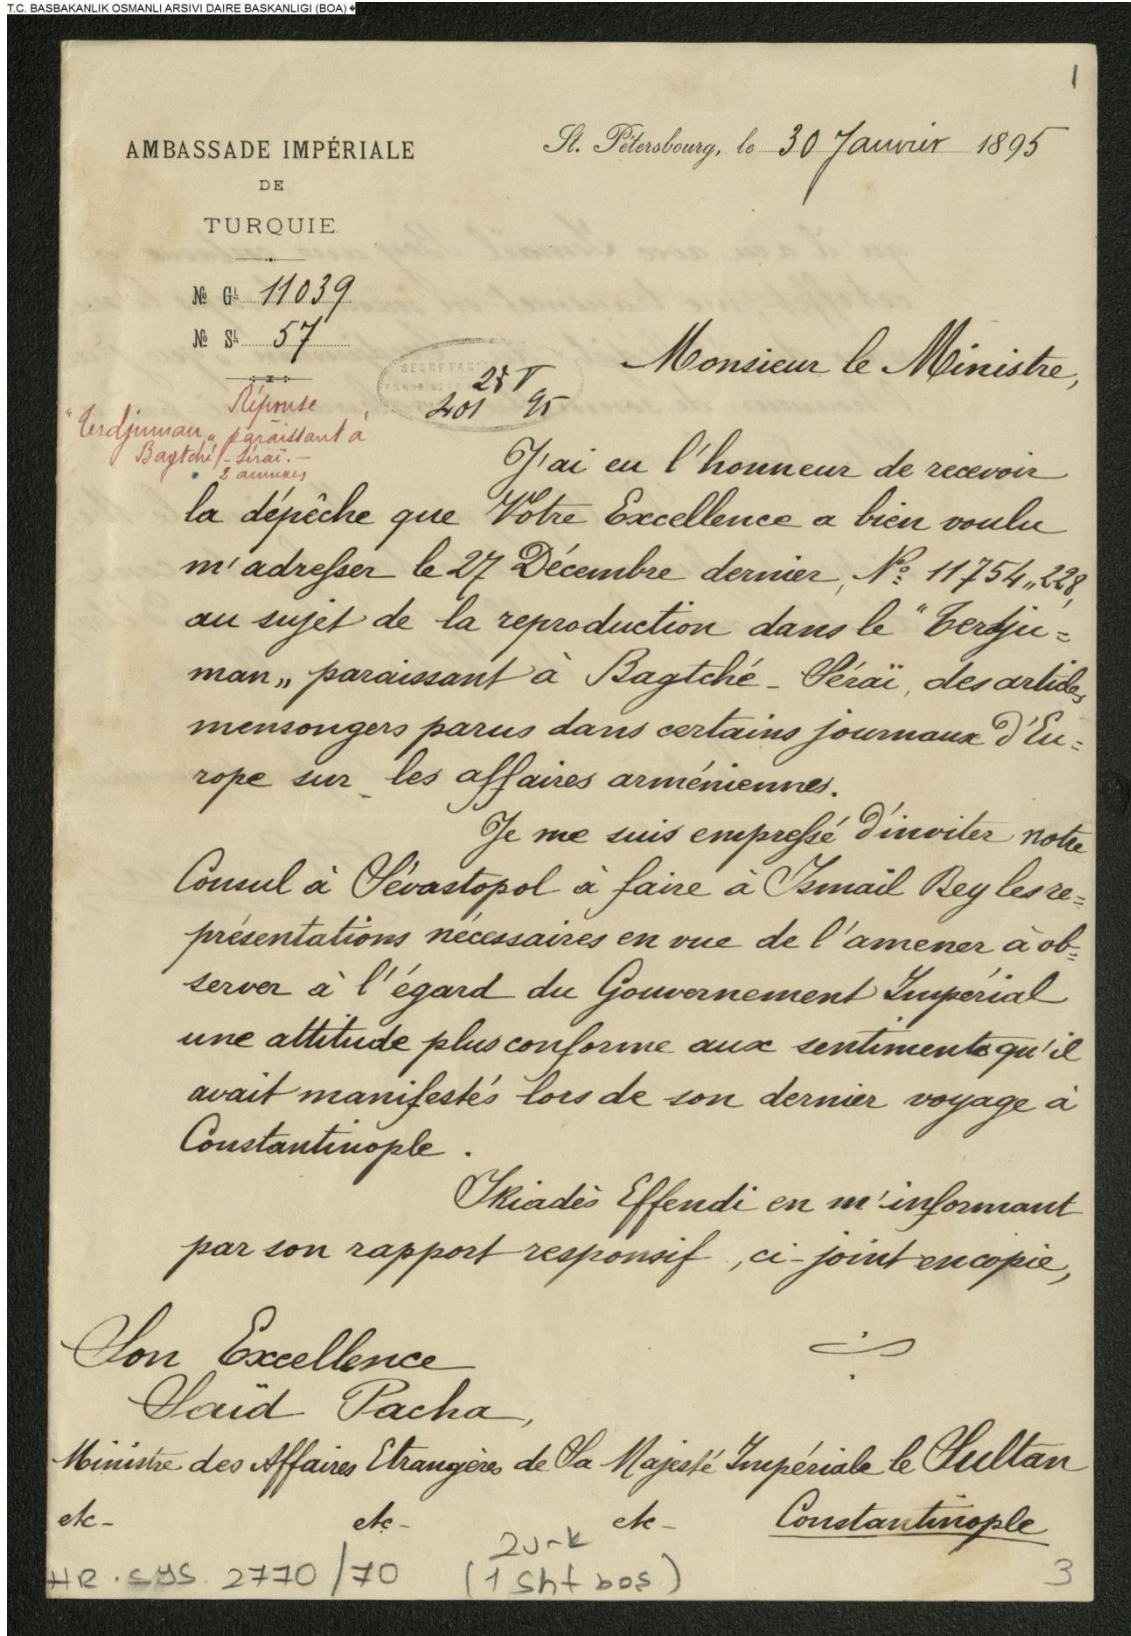 T.C. BASBAKANLIK OSMANLI ARSIVI DAIRE BASKANLIGI (BOA)
1
AMBASSADE IMPÉRIALE
DE
TURQUIE
St. Pétersbourg, le 30 Janvier 1895
No Gl. 11039
No Sl. 57
Réponse
"Terdjuman„ paraissant à
Bagtché-Séraï.-
2 annexes
Monsieur le Ministre,
J'ai eu l'honneur de recevoir
la dépêche que Votre Excellence a bien voulu
m'adresser le 27 Décembre dernier, No: 11754„228,
au sujet de la reproduction dans le "Terdju=
man„ paraissant à Bagtché-Séraï, des articles
mensongers parus dans certains journaux d'Eu=
rope sur les affaires arméniennes.
Je me suis empressé d'inviter notre
Consul à Sévastopol à faire à Ismail Bey les re=
présentations nécessaires en vue de l'amener à ob=
server à l'égard du Gouvernement Impérial
une attitude plus conforme aux sentiments qu'il
avait manifestés lors de son dernier voyage à
Constantinople.
Skiadès Effendi en m'informant
par son rapport responsif, ci-joint en copie,
Son Excellence
Saïd Pacha,
Ministre des Affaires Etrangères de Sa Majesté Impériale le Sultan
etc- etc- etc- Constantinople
HR.SYS. 2770/70 (1 Shf boş) 3